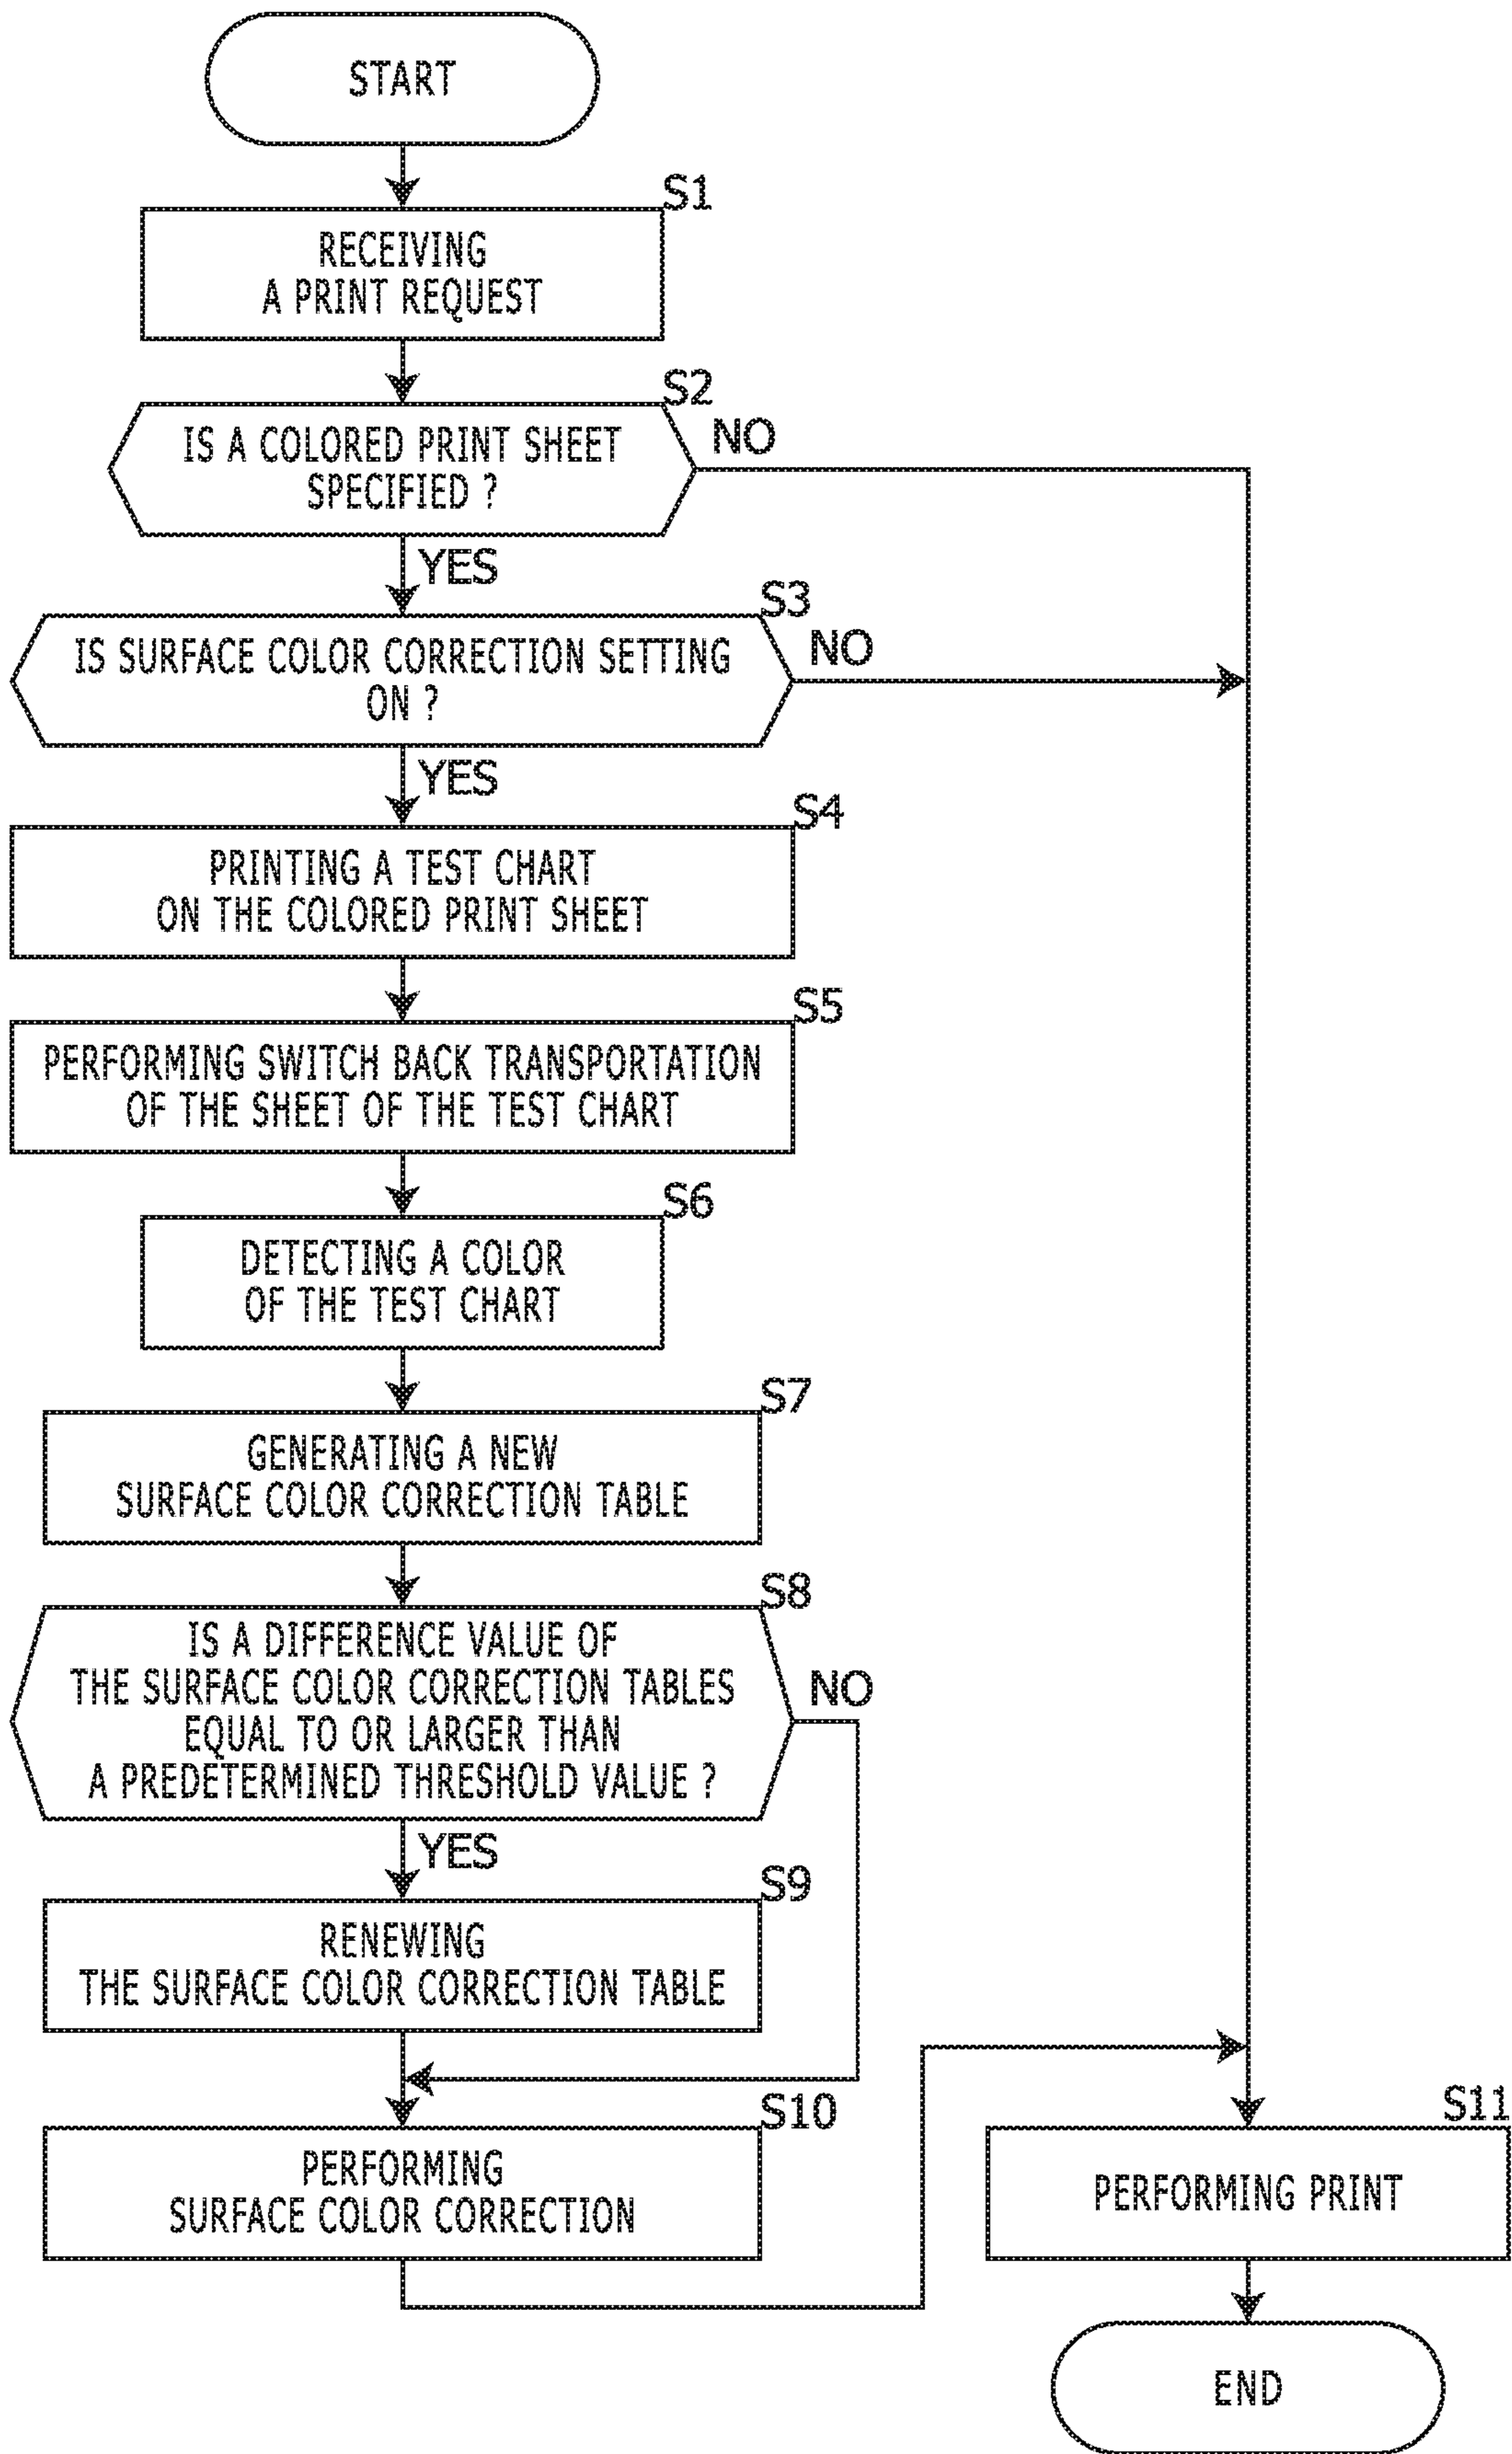 START
S1
RECEIVING
A PRINT REQUEST
S2
IS A COLORED PRINT SHEET
SPECIFIED ?
NO
YES
S3
IS SURFACE COLOR CORRECTION SETTING
ON ?
NO
YES
S4
PRINTING A TEST CHART
ON THE COLORED PRINT SHEET
S5
PERFORMING SWITCH BACK TRANSPORTATION
OF THE SHEET OF THE TEST CHART
S6
DETECTING A COLOR
OF THE TEST CHART
S7
GENERATING A NEW
SURFACE COLOR CORRECTION TABLE
S8
IS A DIFFERENCE VALUE OF
THE SURFACE COLOR CORRECTION TABLES
EQUAL TO OR LARGER THAN
A PREDETERMINED THRESHOLD VALUE ?
NO
YES
S9
RENEWING
THE SURFACE COLOR CORRECTION TABLE
S10
PERFORMING
SURFACE COLOR CORRECTION
S11
PERFORMING PRINT
END